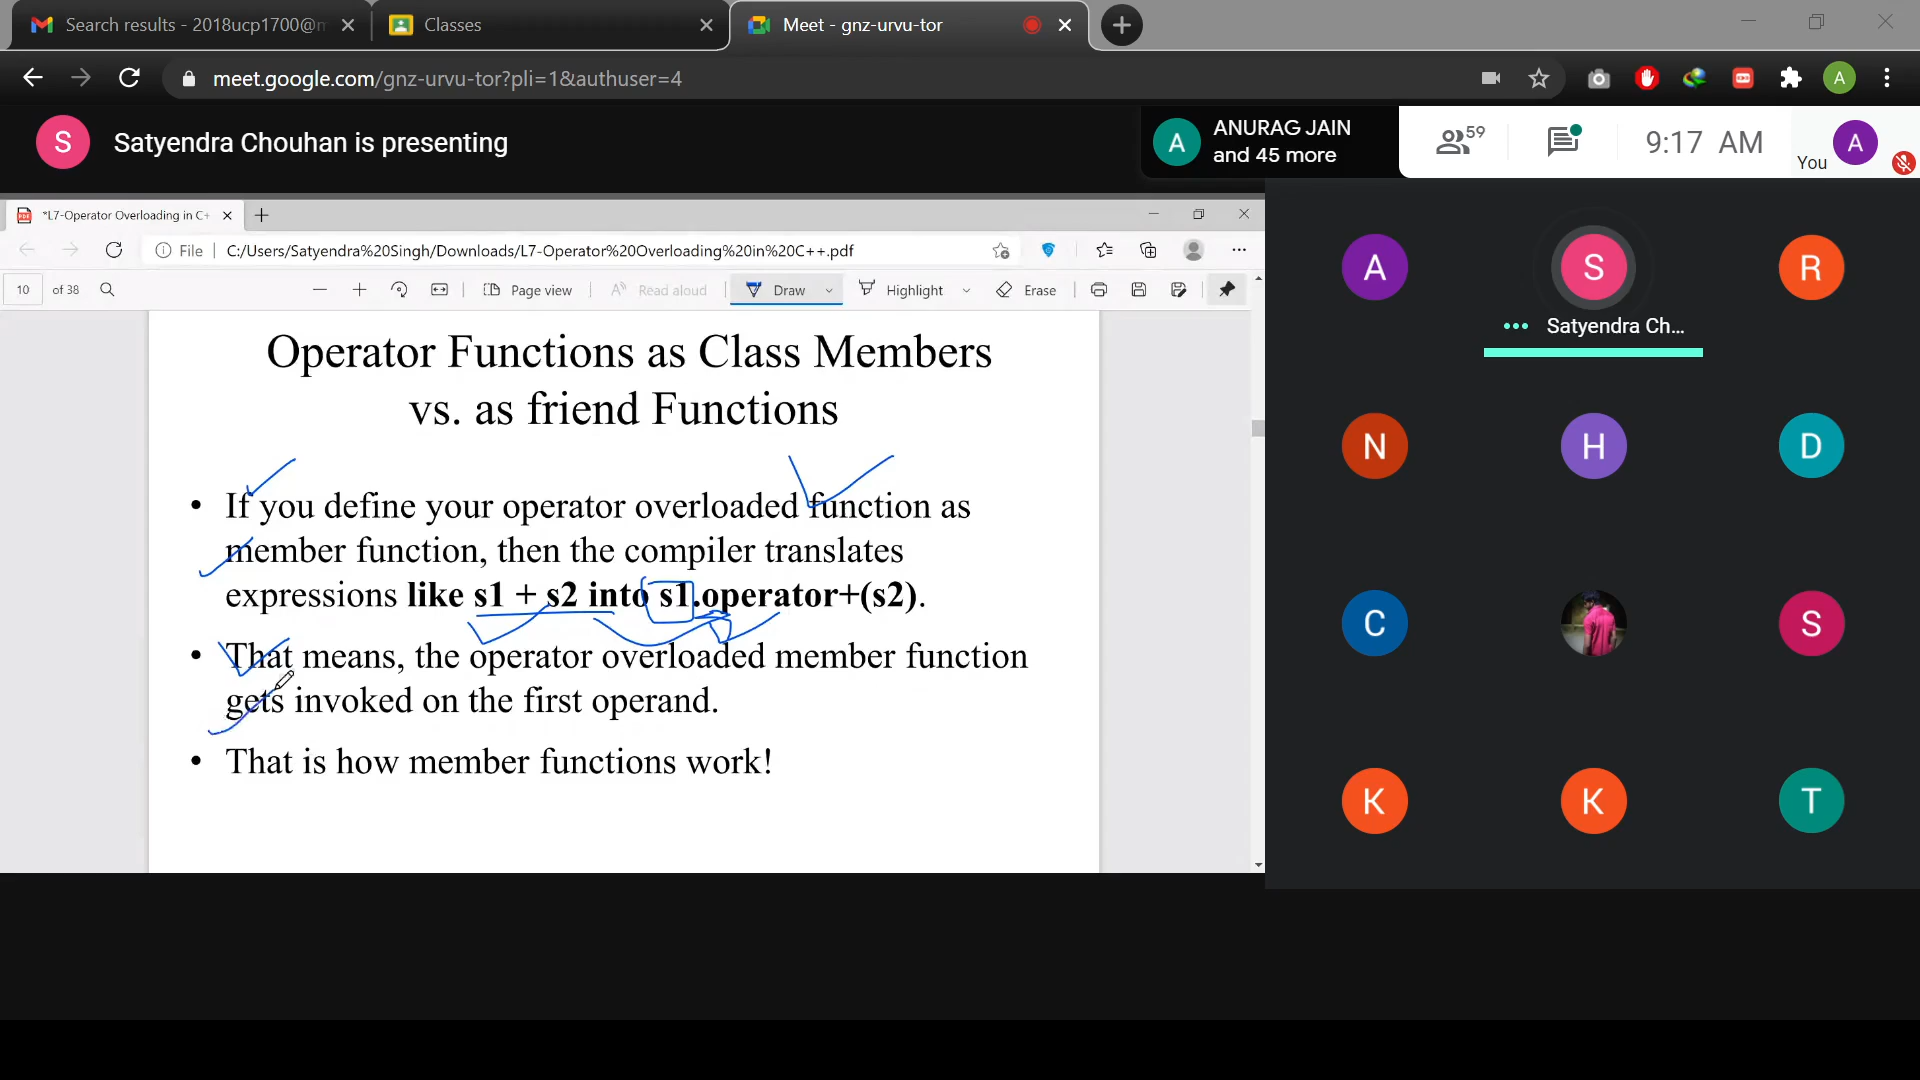 Search results - 2018ucp1700@m
Classes
Meet - gnz-urvu-tor
meet.google.com/gnz-urvu-tor?pli=1&authuser=4
A
S
Satyendra Chouhan is presenting
A
ANURAG JAIN
and 45 more
59
9:17 AM
You
A
*L7-Operator Overloading in C+
File
C:/Users/Satyendra%20Singh/Downloads/L7-Operator%20Overloading%20in%20C++.pdf
10 of 38
Page view
Read aloud
Draw
Highlight
Erase
Operator Functions as Class Members
vs. as friend Functions
• If you define your operator overloaded function as
member function, then the compiler translates
expressions like s1 + s2 into s1.operator+(s2).
• That means, the operator overloaded member function
gets invoked on the first operand.
• That is how member functions work!
A
S
R
Satyendra Ch...
N
H
D
C
S
K
K
T